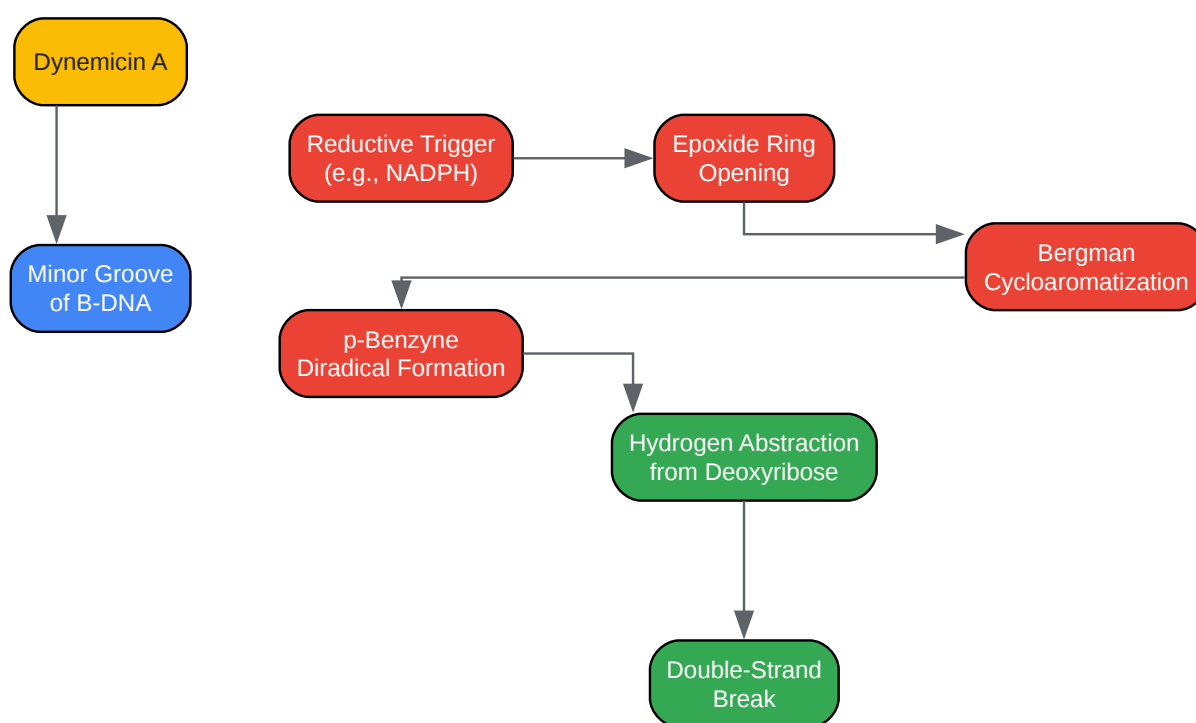 Dynemicin A
Minor Groove
of B-DNA
Reductive Trigger
(e.g., NADPH)
Epoxide Ring
Opening
Bergman
Cycloaromatization
p-Benzyne
Diradical Formation
Hydrogen Abstraction
from Deoxyribose
Double-Strand
Break